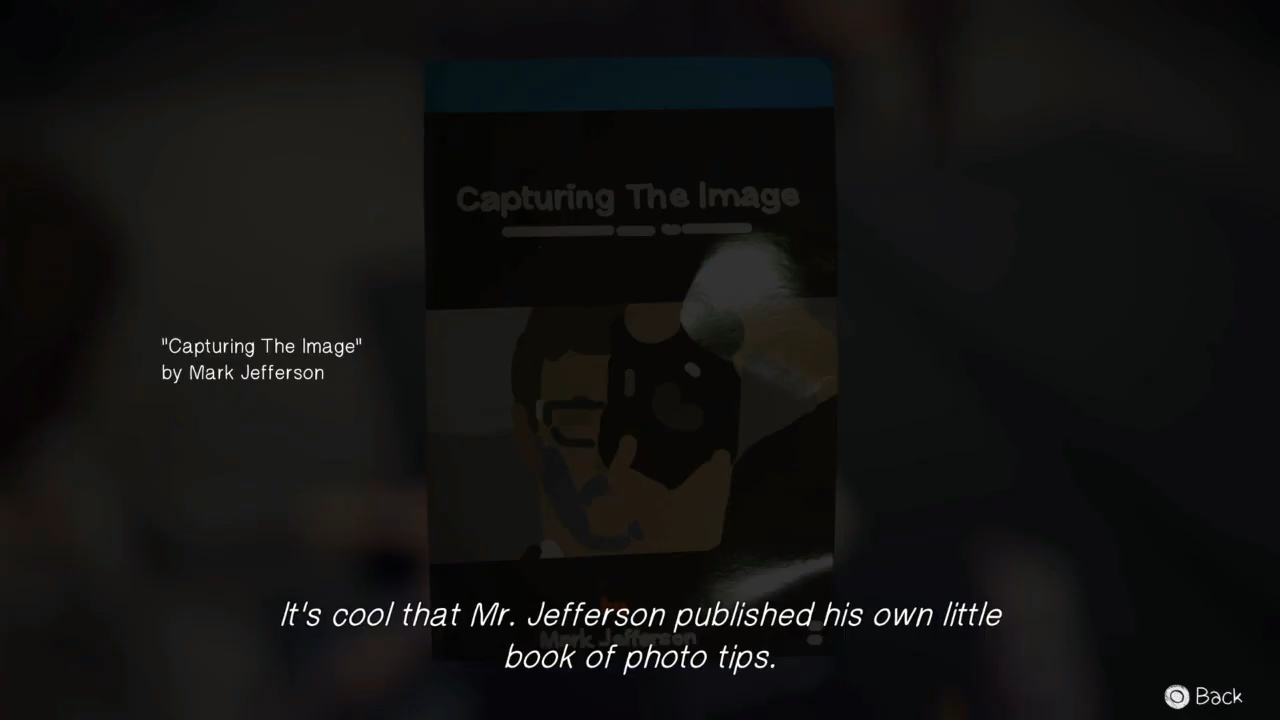 Capturing The Image
"Capturing The Image"
by Mark Jefferson
Mark Jefferson
It's cool that Mr. Jefferson published his own little
book of photo tips.
Back